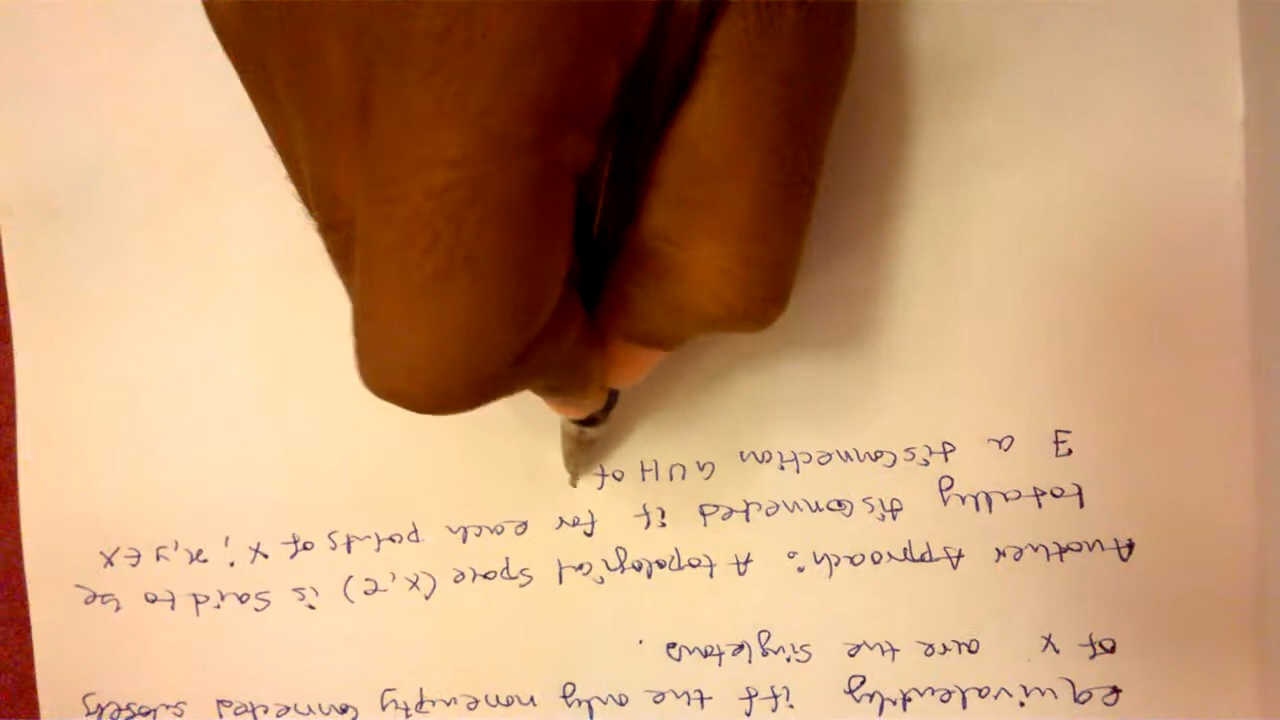 equivalently iff the only nonempty connected subsets
of X are the singletons.
Another Approach: A topological space (X, τ) is said to be
totally disconnected if for each points of X; x, y ∈ X
∃ a disconnection G∪H of